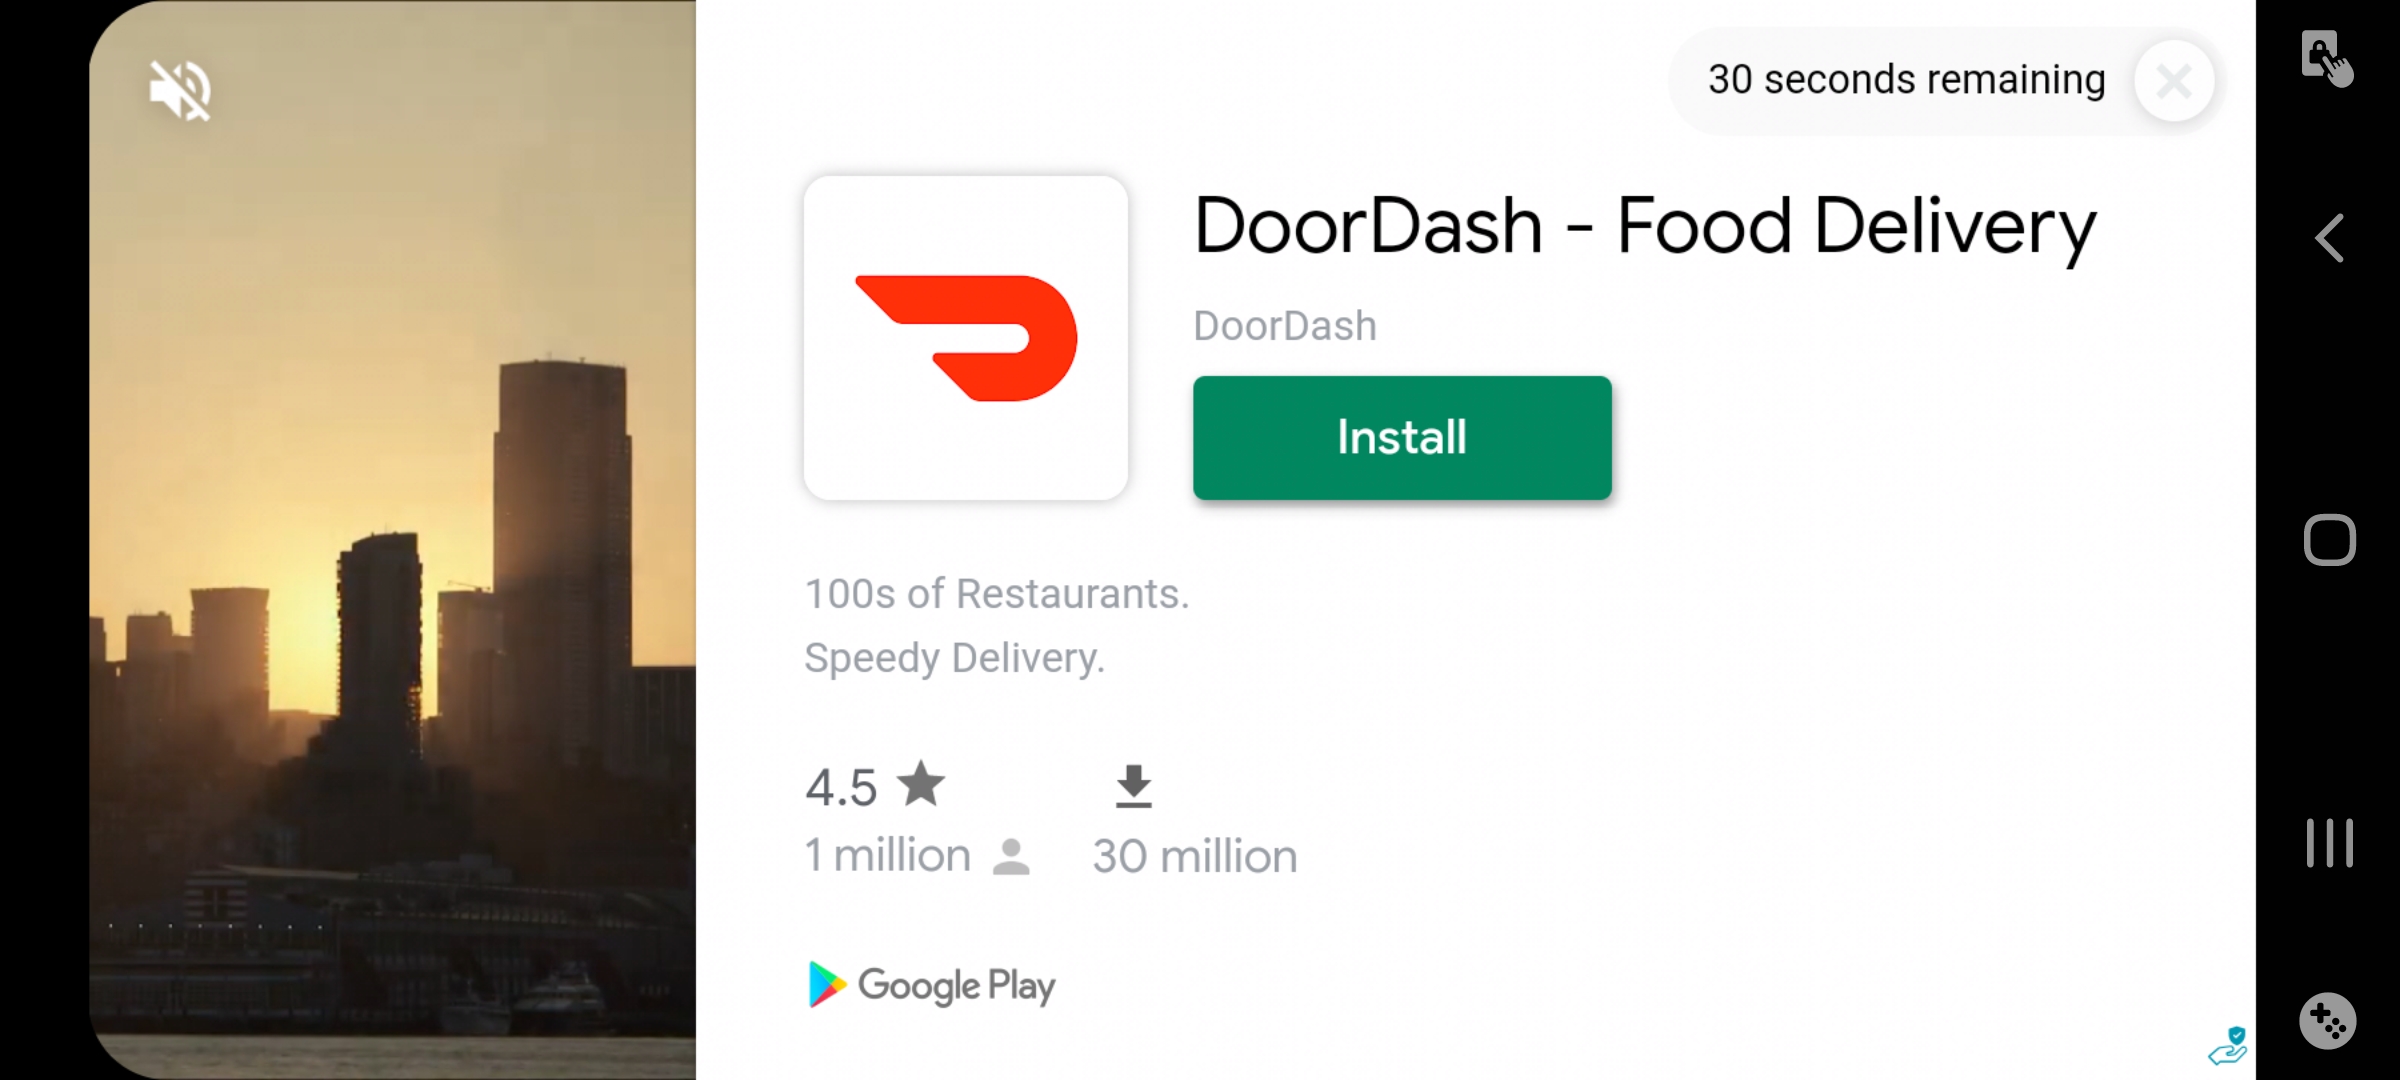 30 seconds remaining
DoorDash - Food Delivery
DoorDash
Install
100s of Restaurants.
Speedy Delivery.
4.5
1 million
30 million
Google Play